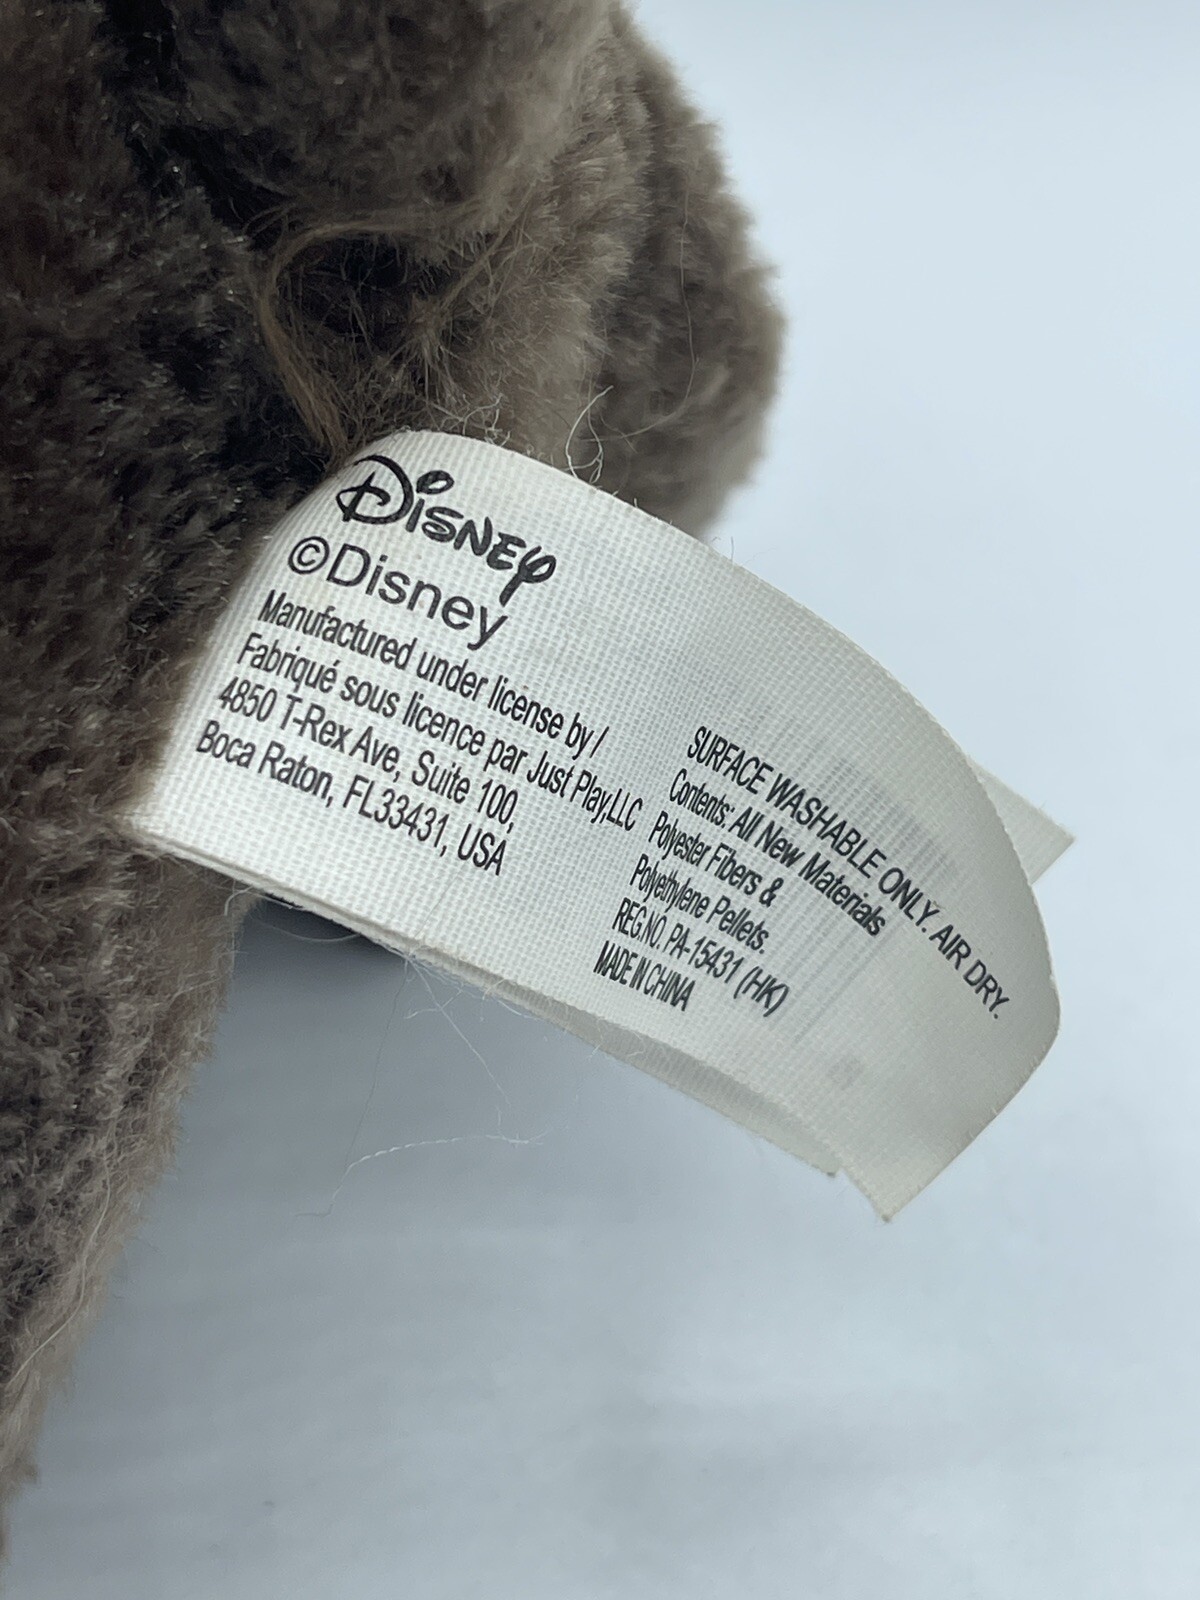 Disney
©Disney
Manufactured under license by /
Fabriqué sous licence par Just Play,LLC
4850 T-Rex Ave, Suite 100,
Boca Raton, FL33431, USA
SURFACE WASHABLE ONLY. AIR DRY.
Contents: All New Materials
Polyester Fibers &
Polyethylene Pellets.
REG.NO. PA-15431 (HK)
MADE IN CHINA